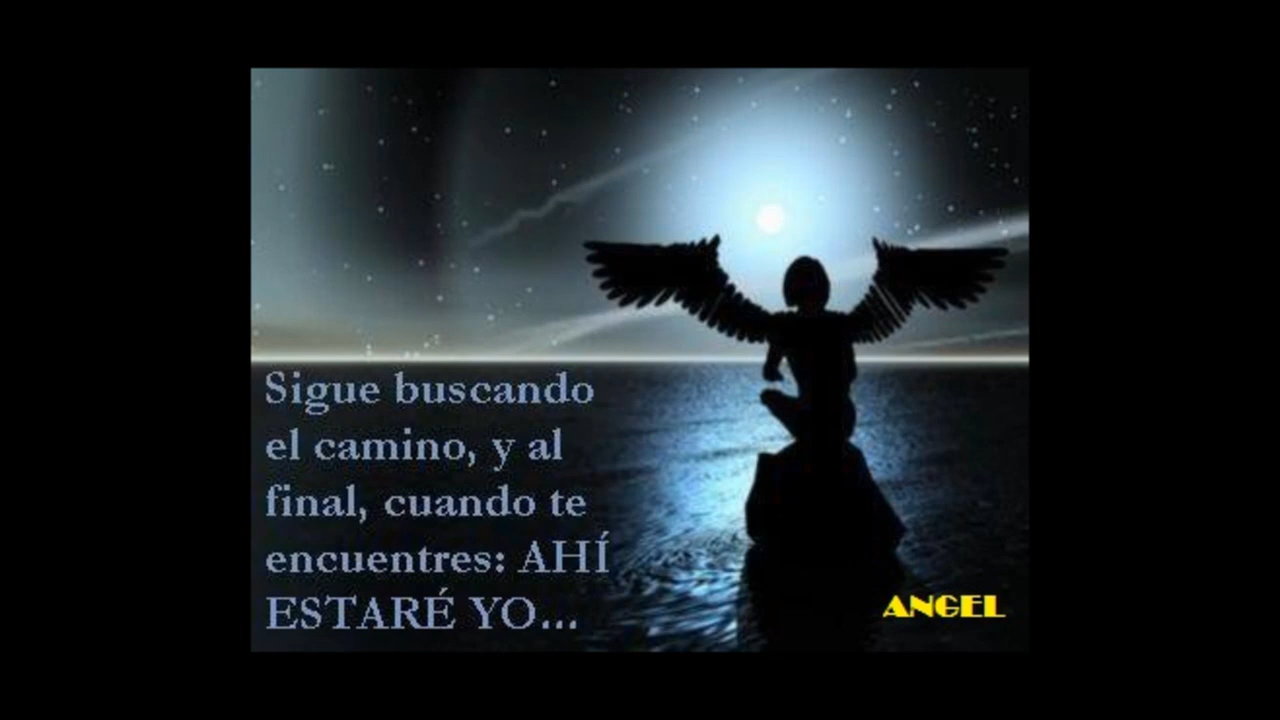 Sigue buscando
el camino, y al
final, cuando te
encuentres: AHÍ
ESTARÉ YO...
ANGEL